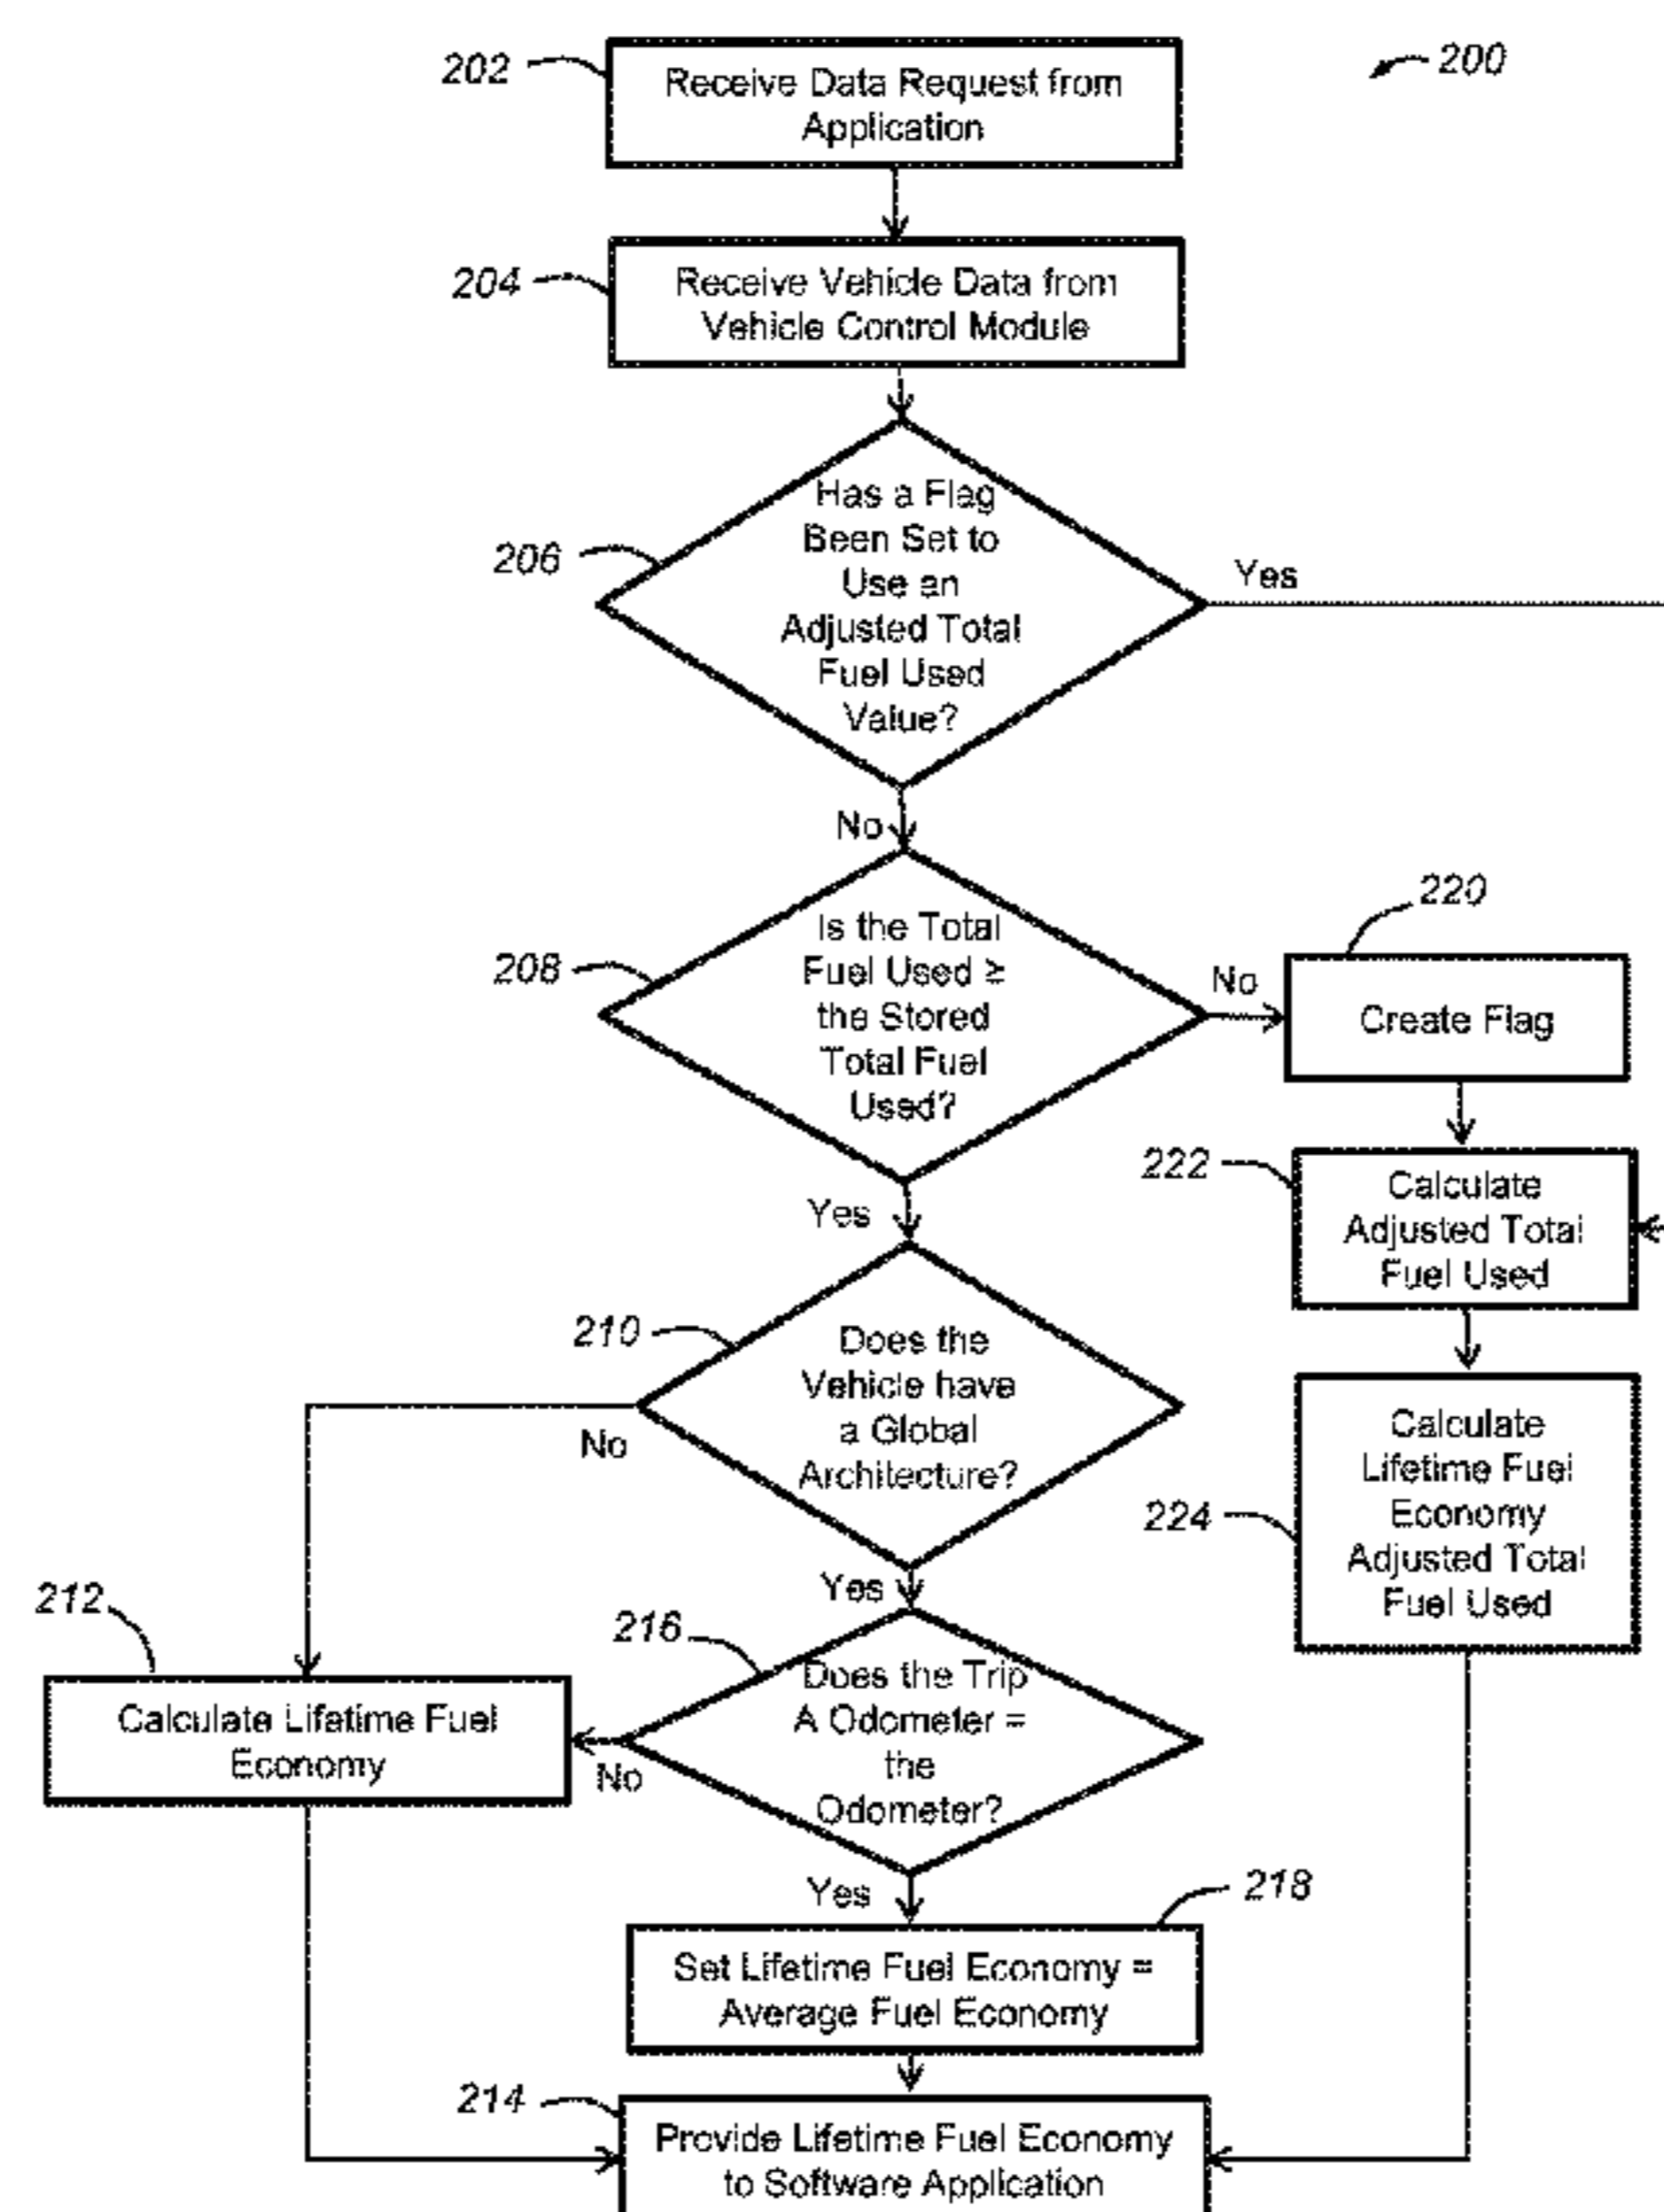 200
202
Receive Data Request from
Application
204
Receive Vehicle Data from
Vehicle Control Module
206
Has a Flag
Been Set to
Use an
Adjusted Total
Fuel Used
Value?
Yes
No
208
Is the Total
Fuel Used ≥
the Stored
Total Fuel
Used?
No
220
Create Flag
222
Calculate
Adjusted Total
Fuel Used
Yes
210
Does the
Vehicle have
a Global
Architecture?
No
224
Calculate
Lifetime Fuel
Economy
Adjusted Total
Fuel Used
Yes
212
Calculate Lifetime Fuel
Economy
216
Does the Trip
A Odometer =
the
Odometer?
No
Yes
218
Set Lifetime Fuel Economy =
Average Fuel Economy
214
Provide Lifetime Fuel Economy
to Software Application